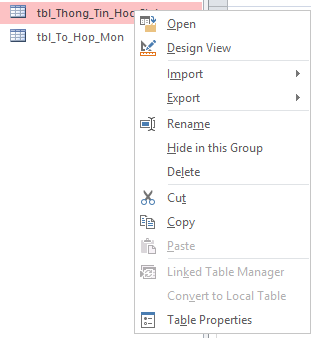 tbl_Thong_Tin_Hoc
tbl_To_Hop_Mon
Open
Design View
Import
Export
Rename
Hide in this Group
Delete
Cut
Copy
Paste
Linked Table Manager
Convert to Local Table
Table Properties